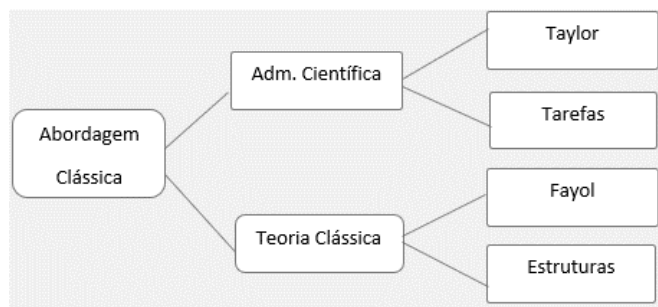 Abordagem
Clássica
Adm. Científica
Teoria Clássica
Taylor
Tarefas
Fayol
Estruturas